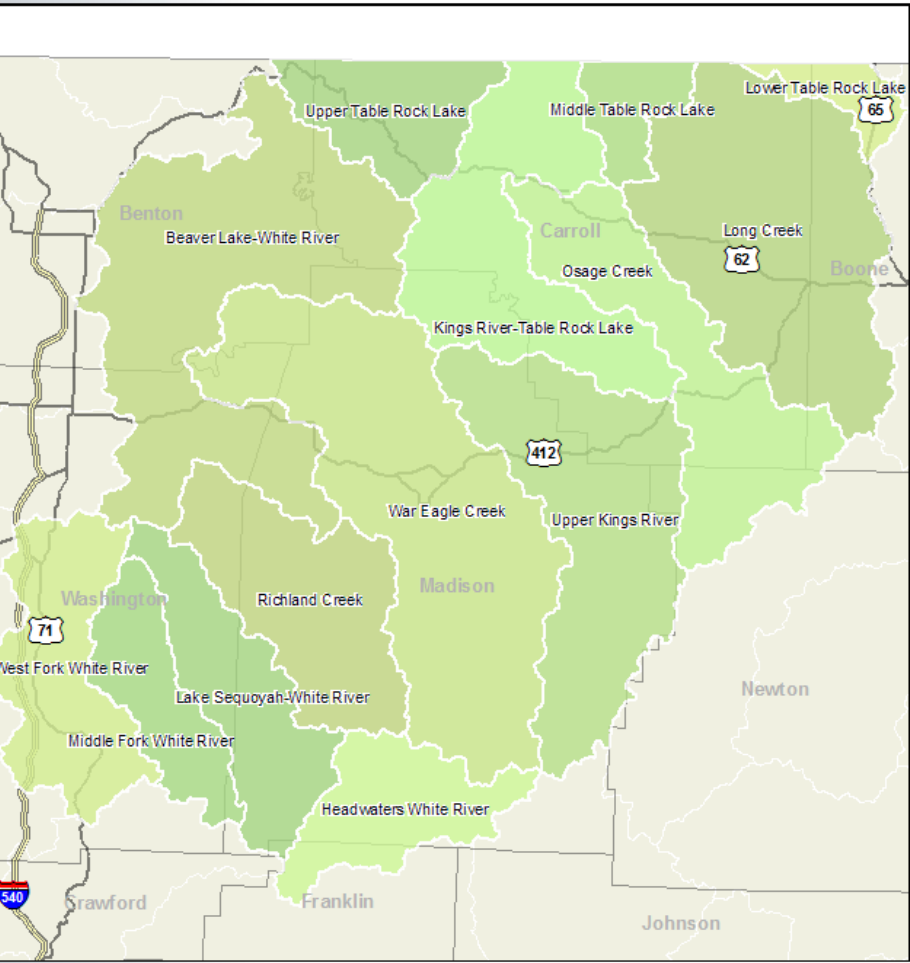 Lower Table Rock Lake
65
Upper Table Rock Lake
Middle Table Rock Lake
Benton
Beaver Lake-White River
Carroll
Long Creek
62
Osage Creek
Boone
Kings River-Table Rock Lake
412
War Eagle Creek
Upper Kings River
Madison
Washington
Richland Creek
71
West Fork White River
Lake Sequoyah-White River
Newton
Middle Fork White River
Headwaters White River
540
Crawford
Franklin
Johnson